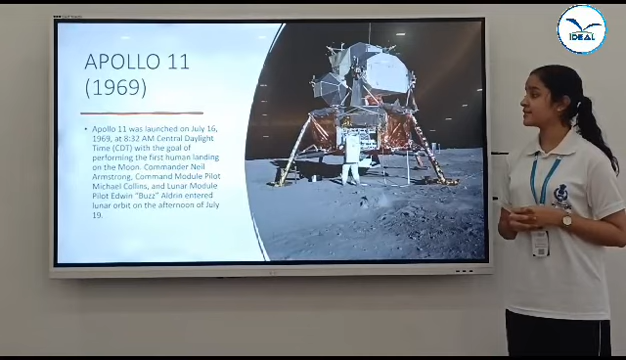 IDEAL
APOLLO 11
(1969)
• Apollo 11 was launched on July 16,
1969, at 8:32 AM Central Daylight
Time (CDT) with the goal of
performing the first human landing
on the Moon. Commander Neil
Armstrong, Command Module Pilot
Michael Collins, and Lunar Module
Pilot Edwin "Buzz" Aldrin entered
lunar orbit on the afternoon of July
19.